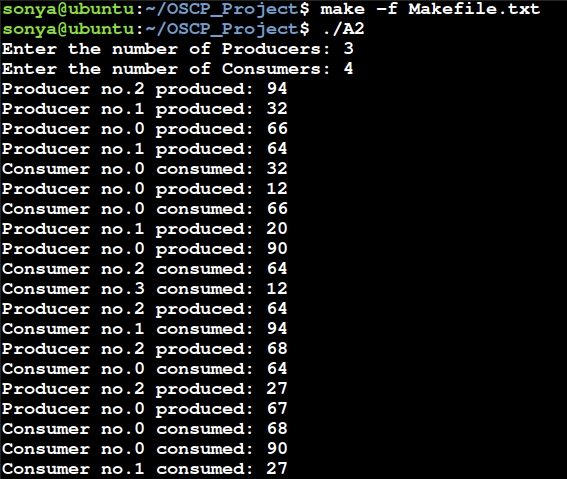 sonya@ubuntu:~/OSCP_Project$ make -f Makefile.txt
sonya@ubuntu:~/OSCP_Project$ ./A2
Enter the number of Producers: 3
Enter the number of Consumers: 4
Producer no.2 produced: 94
Producer no.1 produced: 32
Producer no.0 produced: 66
Producer no.1 produced: 64
Consumer no.0 consumed: 32
Producer no.0 produced: 12
Consumer no.0 consumed: 66
Producer no.1 produced: 20
Producer no.0 produced: 90
Consumer no.2 consumed: 64
Consumer no.3 consumed: 12
Producer no.2 produced: 64
Consumer no.1 consumed: 94
Producer no.2 produced: 68
Consumer no.0 consumed: 64
Producer no.2 produced: 27
Producer no.0 produced: 67
Consumer no.0 consumed: 68
Consumer no.0 consumed: 90
Consumer no.1 consumed: 27